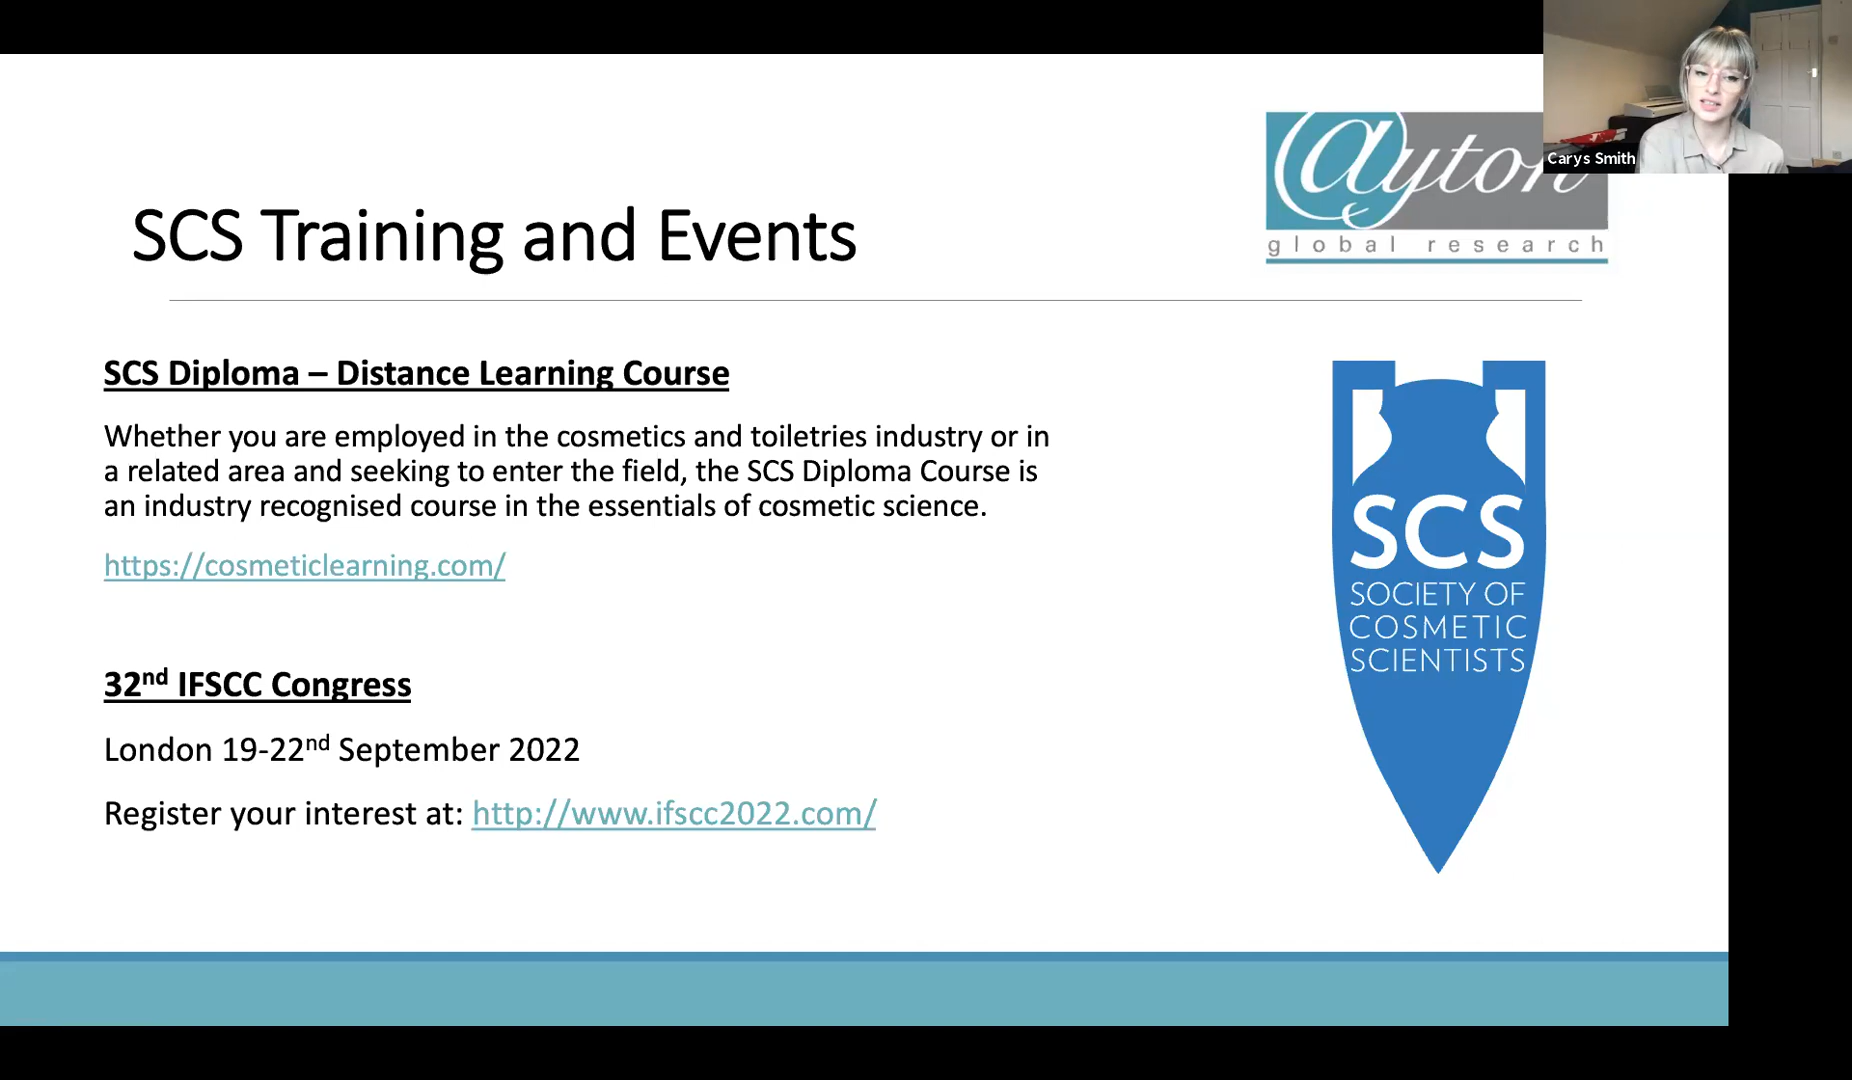 Carys Smith
@yton
global research
SCS Training and Events
SCS Diploma – Distance Learning Course
Whether you are employed in the cosmetics and toiletries industry or in
a related area and seeking to enter the field, the SCS Diploma Course is
an industry recognised course in the essentials of cosmetic science.
https://cosmeticlearning.com/
32nd IFSCC Congress
London 19-22nd September 2022
Register your interest at: http://www.ifscc2022.com/
SCS
SOCIETY OF
COSMETIC
SCIENTISTS